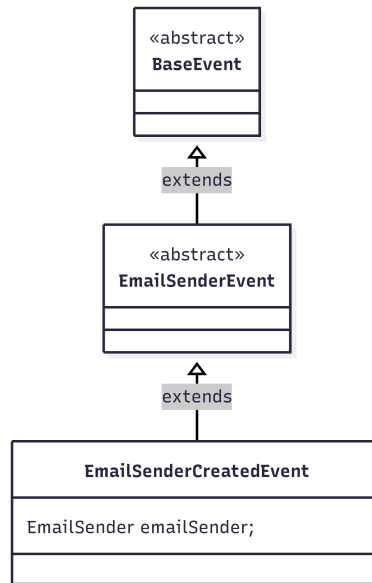 «abstract»
BaseEvent
extends
«abstract»
EmailSenderEvent
extends
EmailSenderCreatedEvent
EmailSender emailSender;